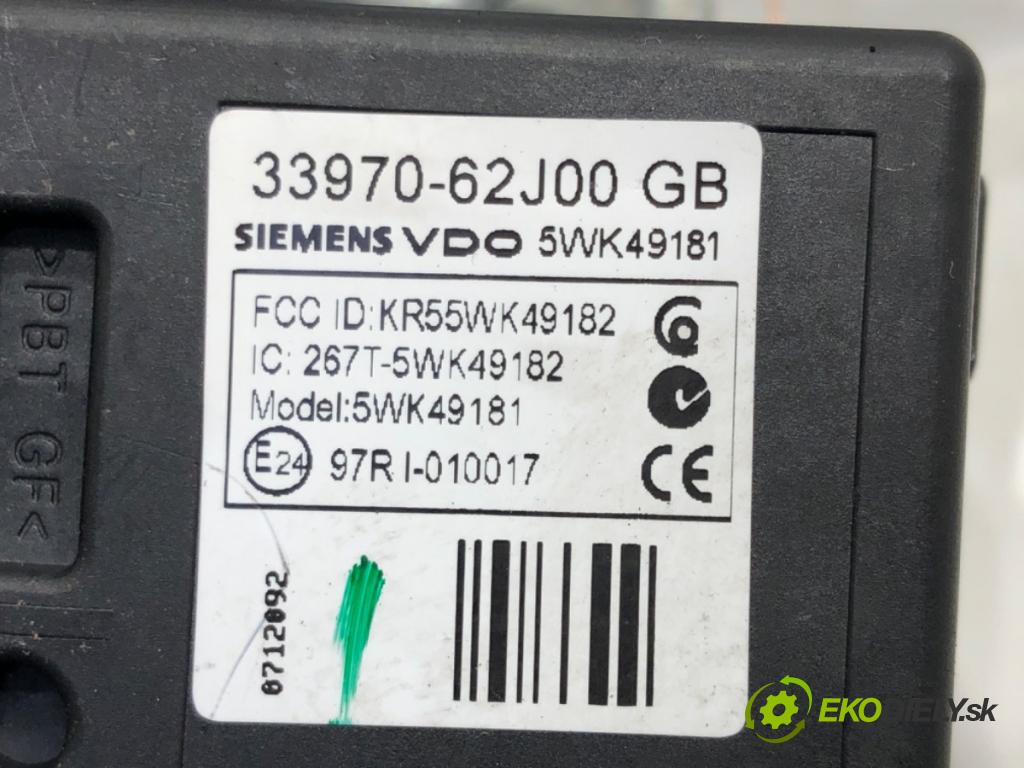 33970-62J00 GB
SIEMENS VDO 5WK49181
FCC ID:KR55WK49182
IC: 267T-5WK49182
Model:5WK49181
E24 97R I-010017
CE
0712092
>PBT GF<
EKODIELY.sk